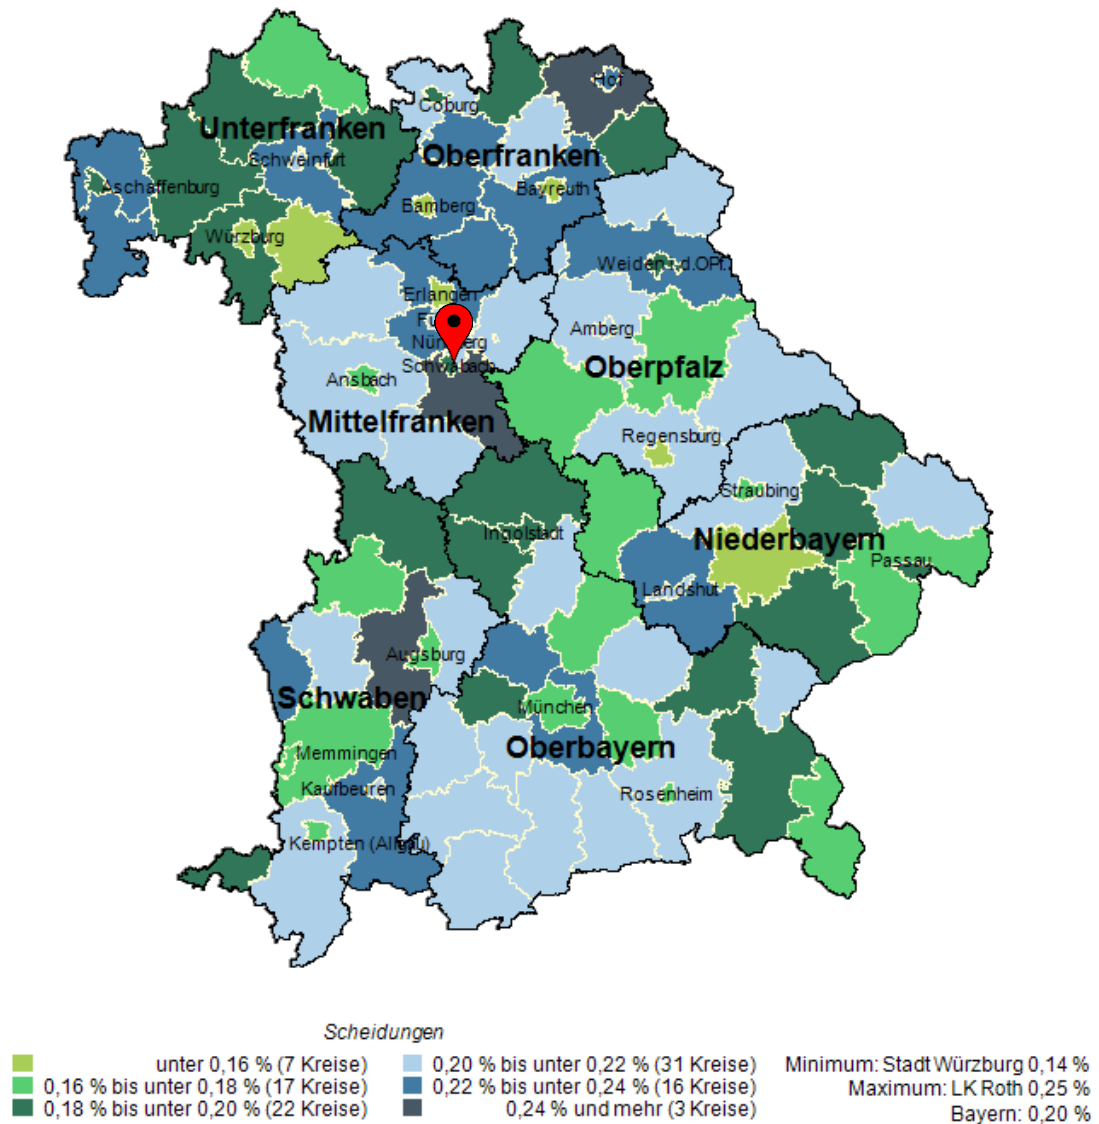 Hof
Coburg
Unterfranken
Oberfranken
Schweinfurt
Aschaffenburg
Bayreuth
Bamberg
Würzburg
Weiden i.d.OPf.
Erlangen
Amberg
Nürnberg
Schwabach
Oberpfalz
Ansbach
Mittelfranken
Regensburg
Straubing
Ingolstadt
Niederbayern
Passau
Landshut
Augsburg
Schwaben
München
Oberbayern
Memmingen
Kaufbeuren
Rosenheim
Kempten (Allgäu)
Scheidungen
unter 0,16 % (7 Kreise)
0,16 % bis unter 0,18 % (17 Kreise)
0,18 % bis unter 0,20 % (22 Kreise)
0,20 % bis unter 0,22 % (31 Kreise)
0,22 % bis unter 0,24 % (16 Kreise)
0,24 % und mehr (3 Kreise)
Minimum: Stadt Würzburg 0,14 %
Maximum: LK Roth 0,25 %
Bayern: 0,20 %